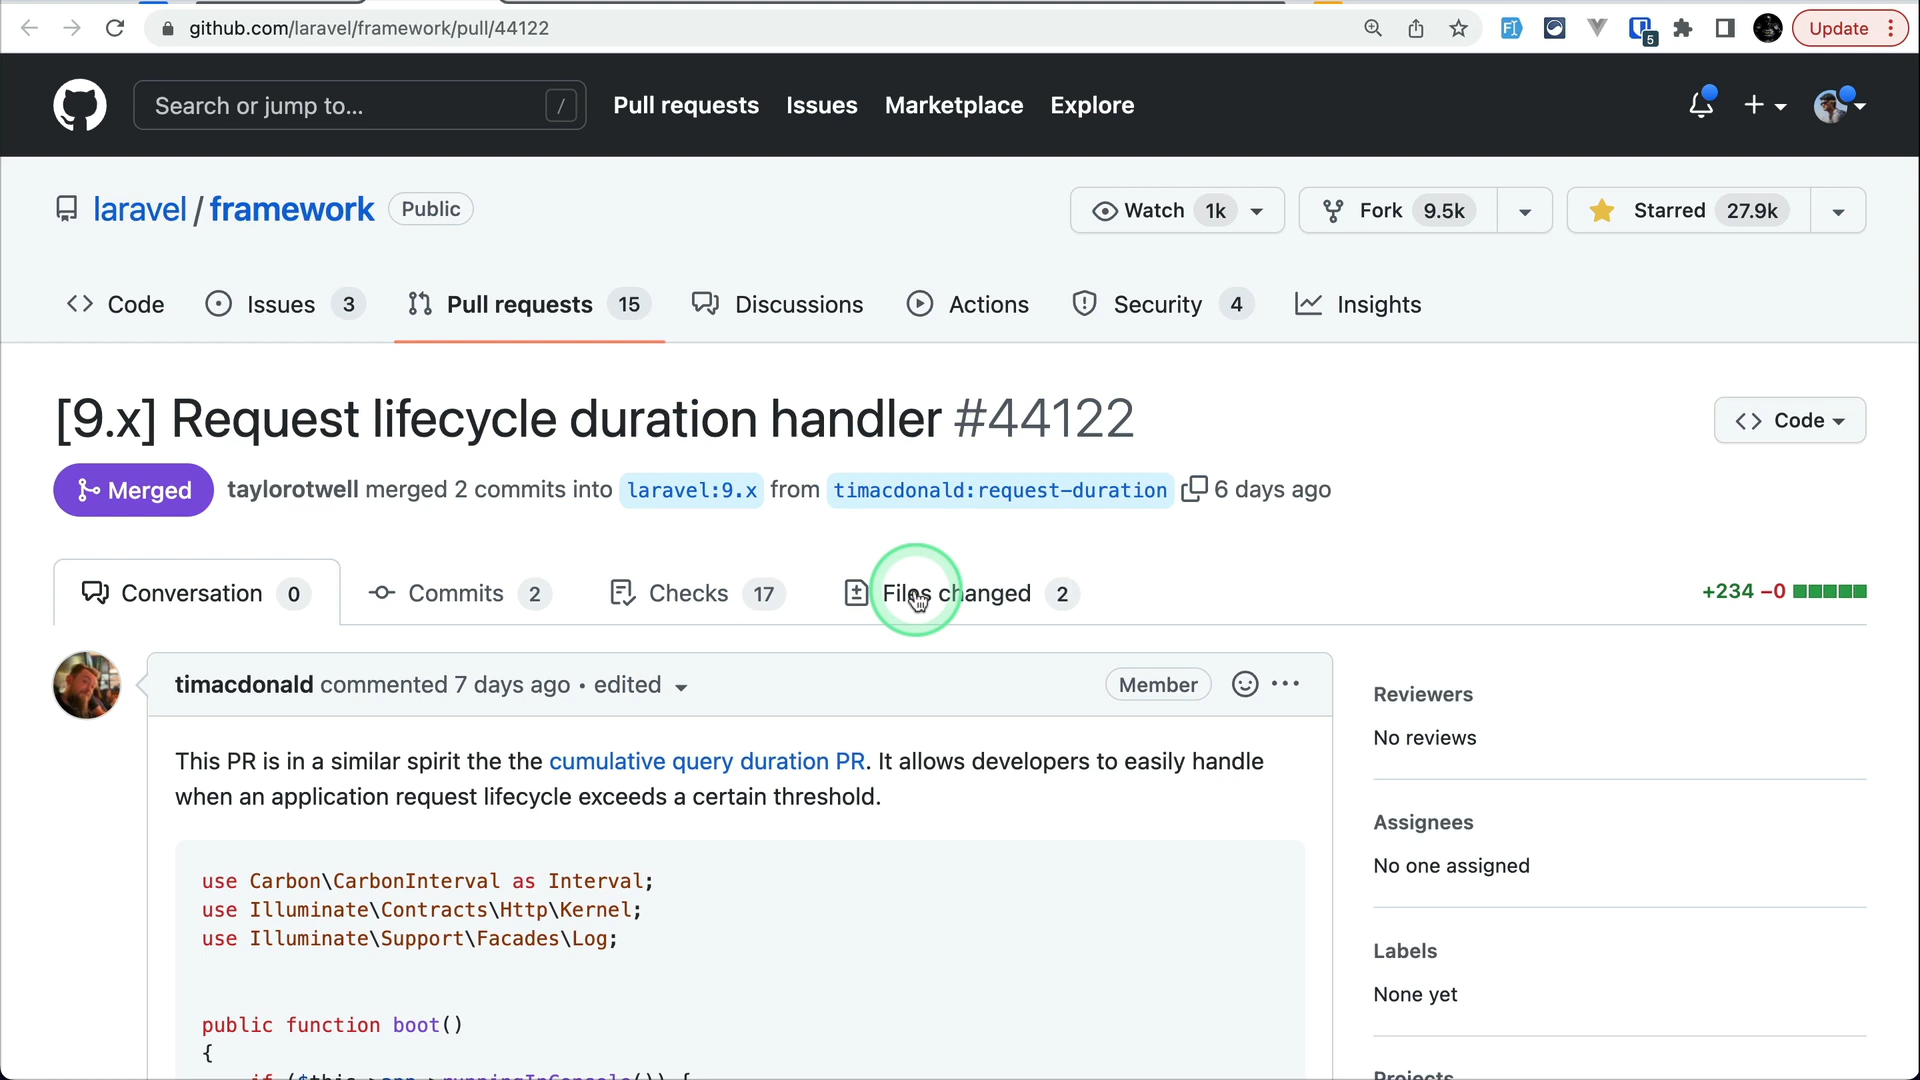 github.com/laravel/framework/pull/44122
5
Update
Search or jump to...
/
Pull requests
Issues
Marketplace
Explore
laravel / framework
Public
Watch 1k
Fork 9.5k
Starred 27.9k
Code
Issues 3
Pull requests 15
Discussions
Actions
Security 4
Insights
[9.x] Request lifecycle duration handler #44122
Code
Merged
taylorotwell merged 2 commits into laravel:9.x from timacdonald:request-duration 6 days ago
Conversation 0
Commits 2
Checks 17
Files changed 2
+234 −0
timacdonald commented 7 days ago • edited
Member
This PR is in a similar spirit the the cumulative query duration PR. It allows developers to easily handle
when an application request lifecycle exceeds a certain threshold.
use Carbon\CarbonInterval as Interval;
use Illuminate\Contracts\Http\Kernel;
use Illuminate\Support\Facades\Log;
public function boot()
{
if ($this->app->runningInConsole()) {
Reviewers
No reviews
Assignees
No one assigned
Labels
None yet
Projects